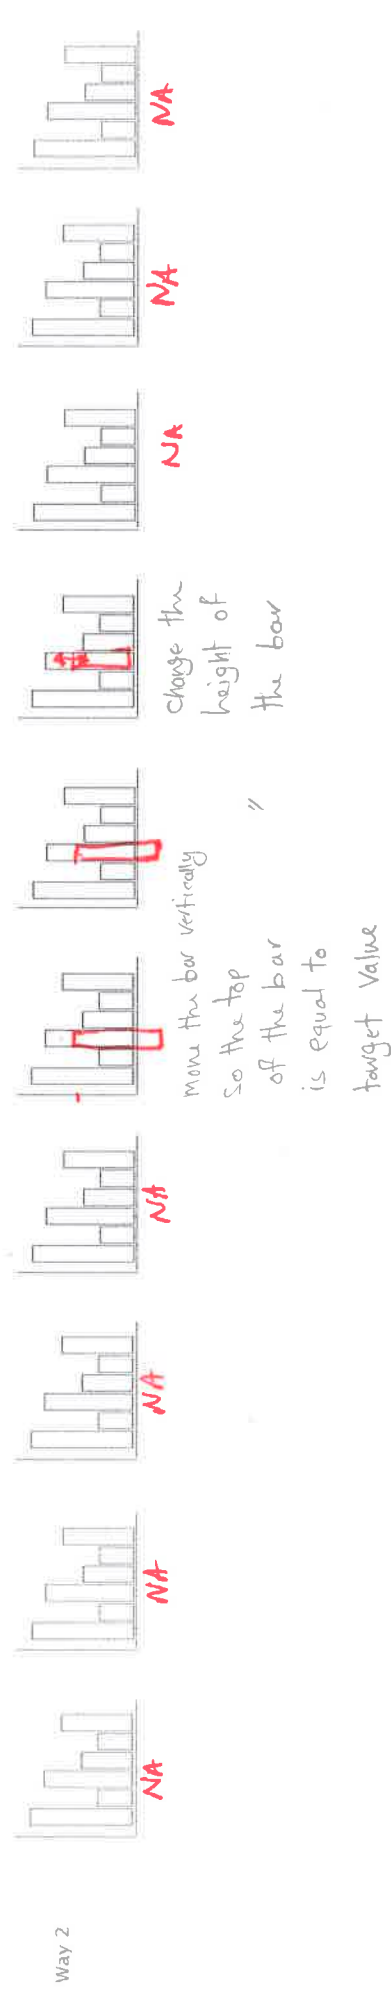 Way 2
NA
NA
NA
NA
move the bar vertically
so the top
of the bar
is equal to
target value
"
change the
height of
the bar
NA
NA
NA